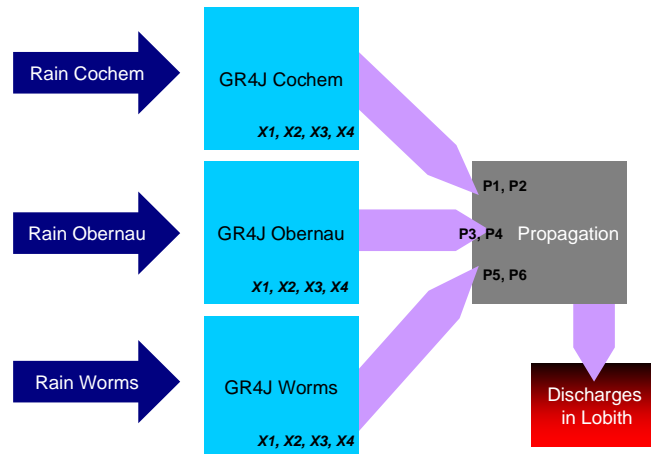 Rain Cochem
GR4J Cochem
X1, X2, X3, X4
Rain Obernau
GR4J Obernau
X1, X2, X3, X4
Rain Worms
GR4J Worms
X1, X2, X3, X4
P1, P2
P3, P4
Propagation
P5, P6
Discharges
in Lobith